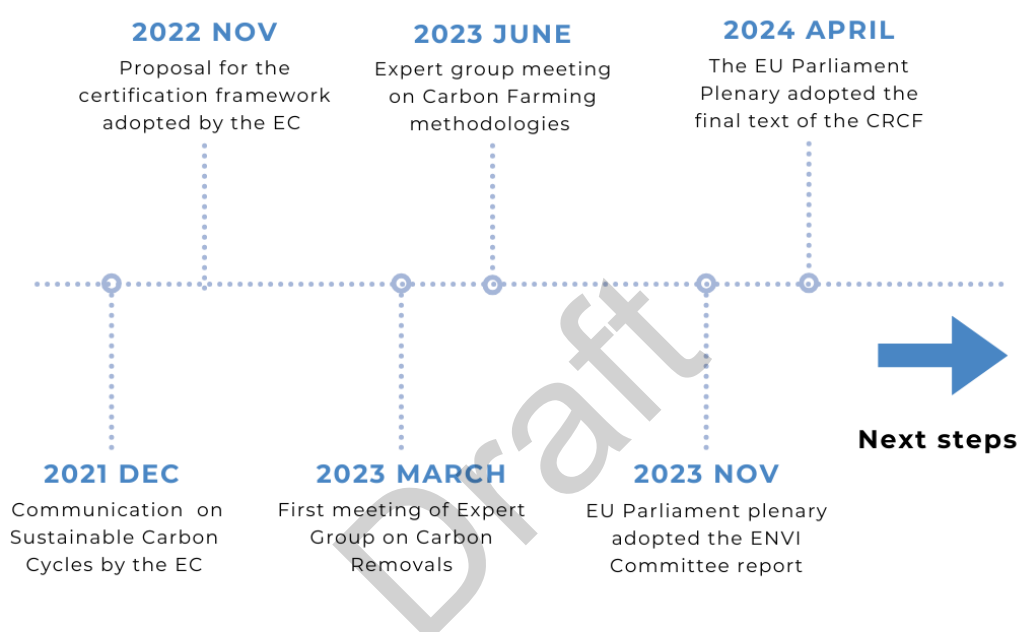 2022 NOV
Proposal for the
certification framework
adopted by the EC
2023 JUNE
Expert group meeting
on Carbon Farming
methodologies
2024 APRIL
The EU Parliament
Plenary adopted the
final text of the CRCF
Next steps
2021 DEC
Communication on
Sustainable Carbon
Cycles by the EC
2023 MARCH
First meeting of Expert
Group on Carbon
Removals
2023 NOV
EU Parliament plenary
adopted the ENVI
Committee report
Draft